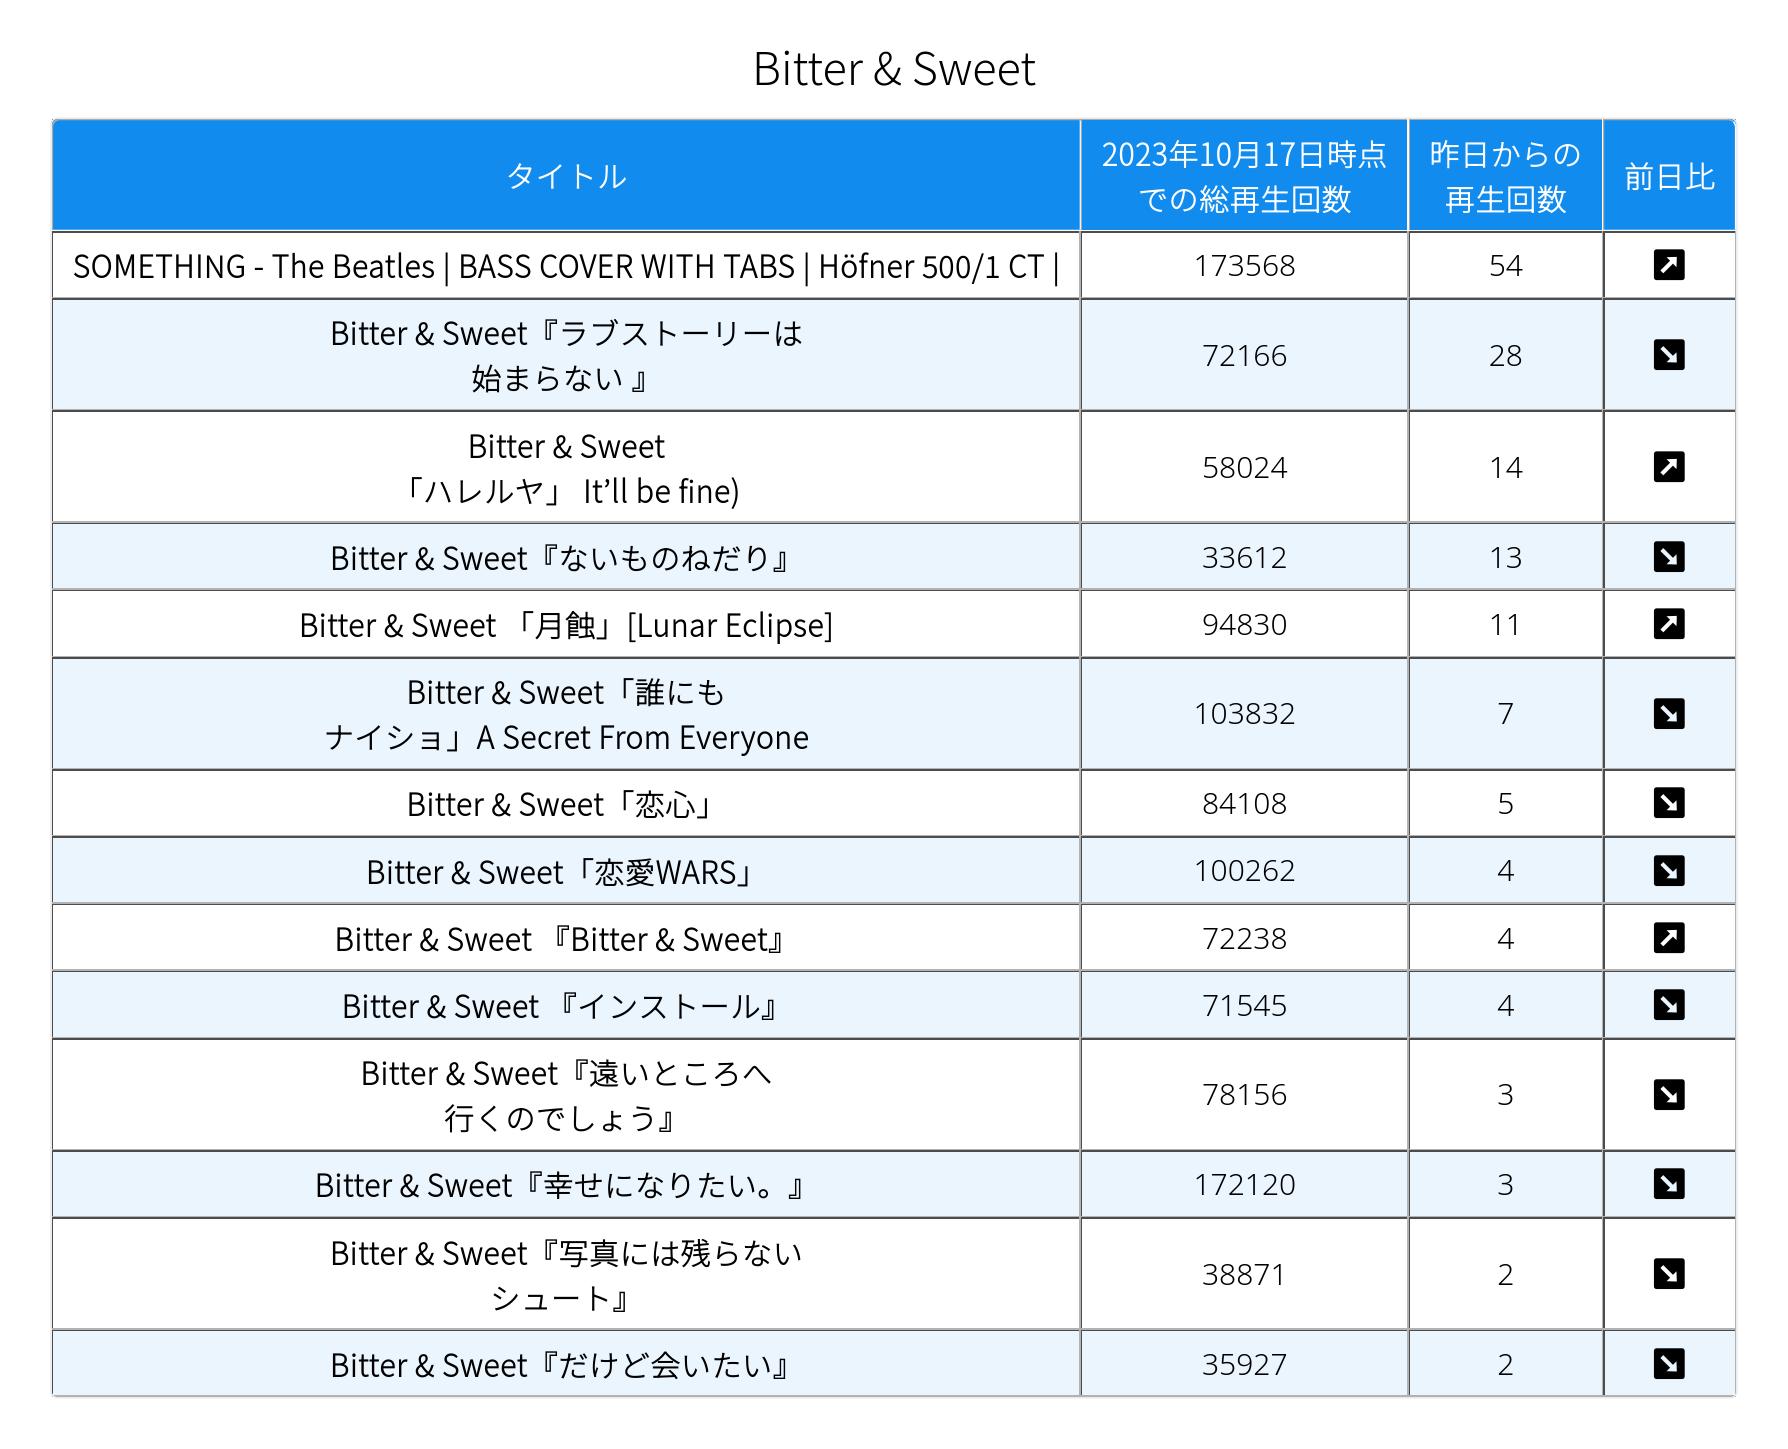 Bitter & Sweet
タイトル
2023年10月17日時点
での総再生回数
昨日からの
再生回数
前日比
SOMETHING - The Beatles | BASS COVER WITH TABS | Höfner 500/1 CT |
173568
54
Bitter & Sweet『ラブストーリーは
始まらない 』
72166
28
Bitter & Sweet
「ハレルヤ」 It’ll be fine)
58024
14
Bitter & Sweet『ないものねだり』
33612
13
Bitter & Sweet 「月蝕」[Lunar Eclipse]
94830
11
Bitter & Sweet「誰にも
ナイショ」A Secret From Everyone
103832
7
Bitter & Sweet「恋心」
84108
5
Bitter & Sweet「恋愛WARS」
100262
4
Bitter & Sweet 『Bitter & Sweet』
72238
4
Bitter & Sweet 『インストール』
71545
4
Bitter & Sweet『遠いところへ
行くのでしょう』
78156
3
Bitter & Sweet『幸せになりたい。』
172120
3
Bitter & Sweet『写真には残らない
シュート』
38871
2
Bitter & Sweet『だけど会いたい』
35927
2